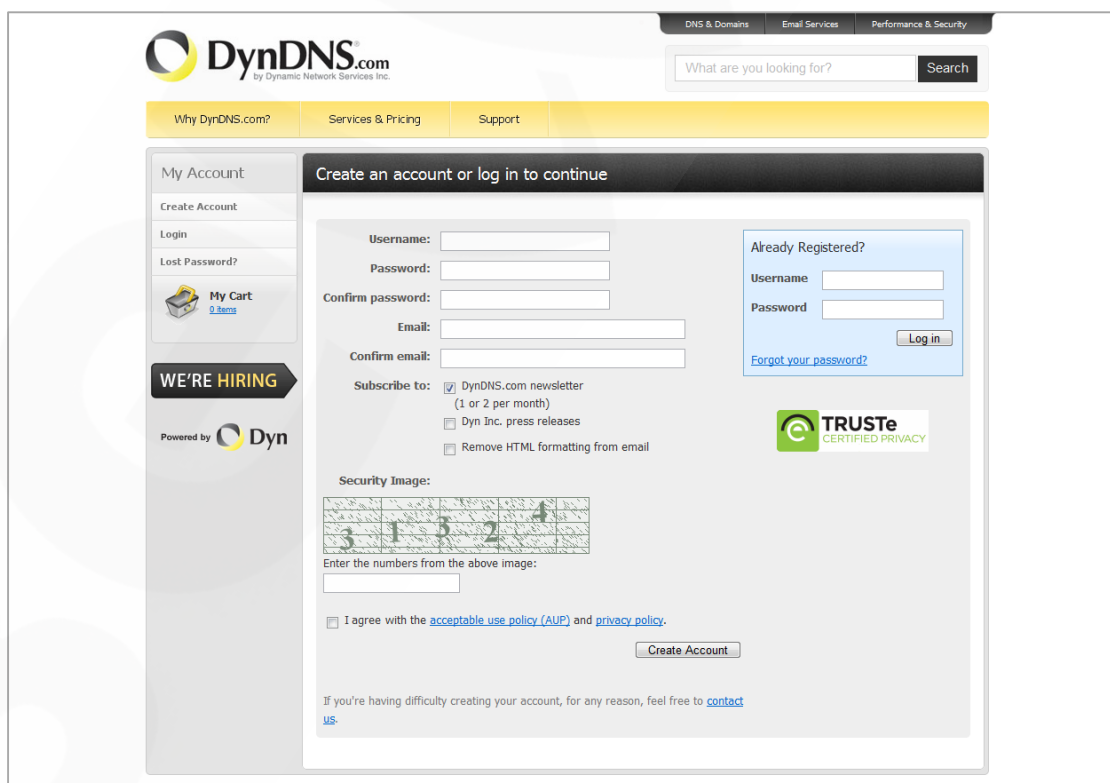 DNS & Domains Email Services Performance & Security
DynDNS.com
by Dynamic Network Services Inc.
What are you looking for? Search
Why DynDNS.com? Services & Pricing Support
My Account
Create Account
Login
Lost Password?
My Cart
0 items
WE'RE HIRING
Powered by Dyn
Create an account or log in to continue
Username:
Password:
Confirm password:
Email:
Confirm email:
Subscribe to: DynDNS.com newsletter
(1 or 2 per month)
Dyn Inc. press releases
Remove HTML formatting from email
Security Image:
3 1 3 2 4
Enter the numbers from the above image:
I agree with the acceptable use policy (AUP) and privacy policy.
Create Account
If you're having difficulty creating your account, for any reason, feel free to contact
us.
Already Registered?
Username
Password
Log in
Forgot your password?
TRUSTe
CERTIFIED PRIVACY